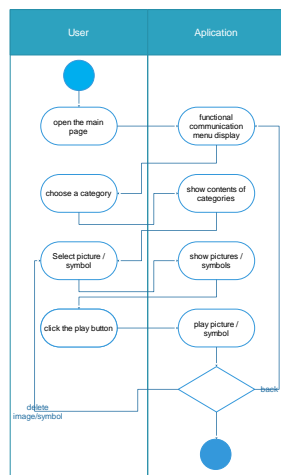 User
Aplication
open the main
page
functional
communication
menu display
choose a category
show contents of
categories
Select picture /
symbol
show pictures /
symbols
click the play button
play picture /
symbol
back
delete
image/symbol